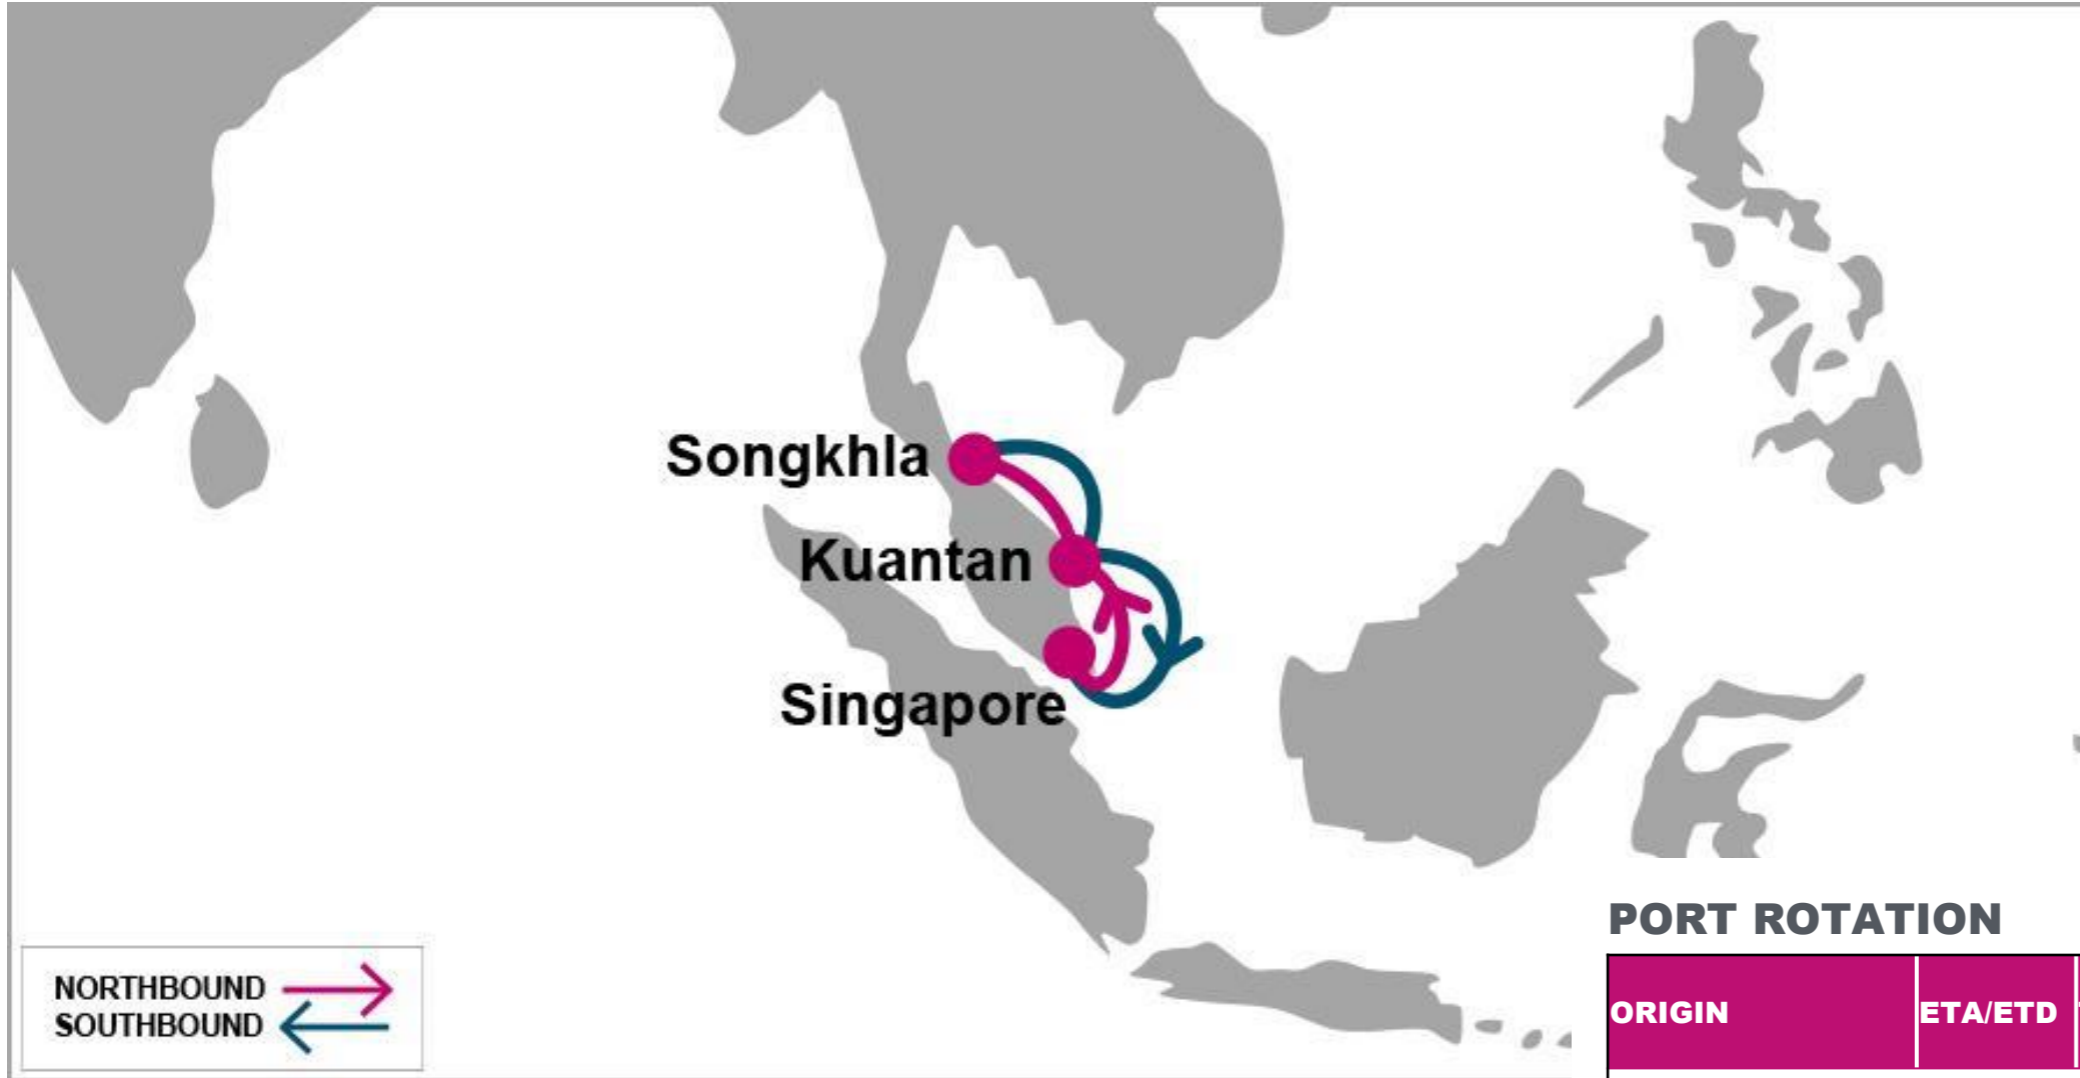 Songkhla
Kuantan
Singapore
NORTHBOUND
SOUTHBOUND
PORT ROTATION
ORIGIN ETA/ETD